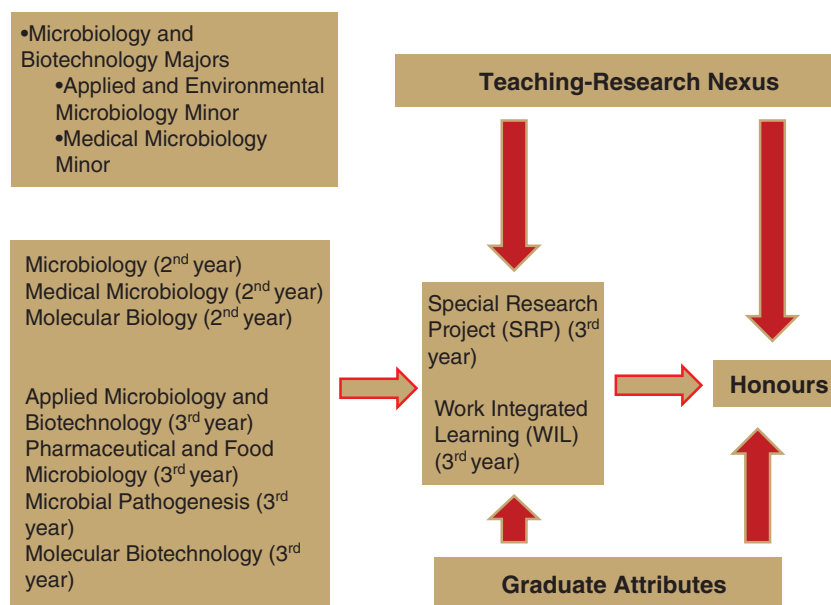 •Microbiology and
Biotechnology Majors
•Applied and Environmental
Microbiology Minor
•Medical Microbiology
Minor
Teaching-Research Nexus
Microbiology (2nd year)
Medical Microbiology (2nd year)
Molecular Biology (2nd year)
Applied Microbiology and
Biotechnology (3rd year)
Pharmaceutical and Food
Microbiology (3rd year)
Microbial Pathogenesis (3rd
year)
Molecular Biotechnology (3rd
year)
Special Research
Project (SRP) (3rd
year)
Work Integrated
Learning (WIL)
(3rd year)
Honours
Graduate Attributes